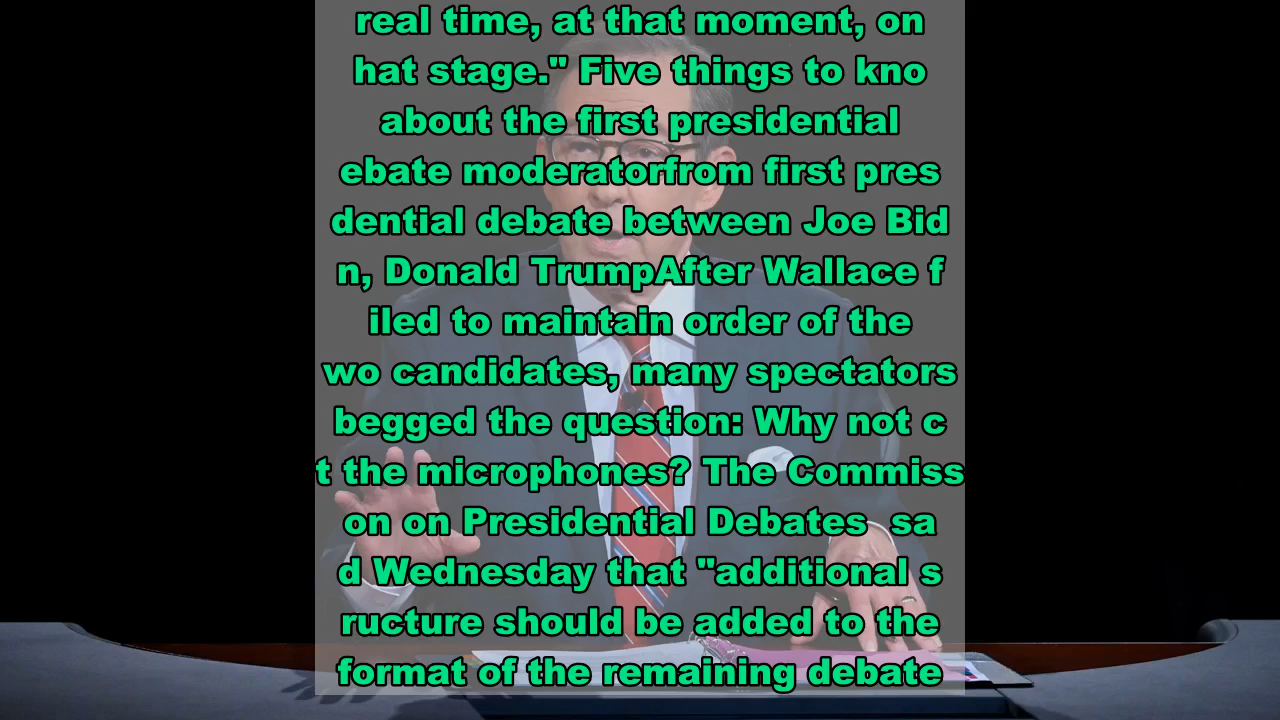 real time, at that moment, on
hat stage." Five things to kno
about the first presidential
ebate moderatorfrom first pres
dential debate between Joe Bid
n, Donald TrumpAfter Wallace f
iled to maintain order of the
wo candidates, many spectators
begged the question: Why not c
t the microphones? The Commiss
on on Presidential Debates  sa
d Wednesday that "additional s
ructure should be added to the
format of the remaining debate